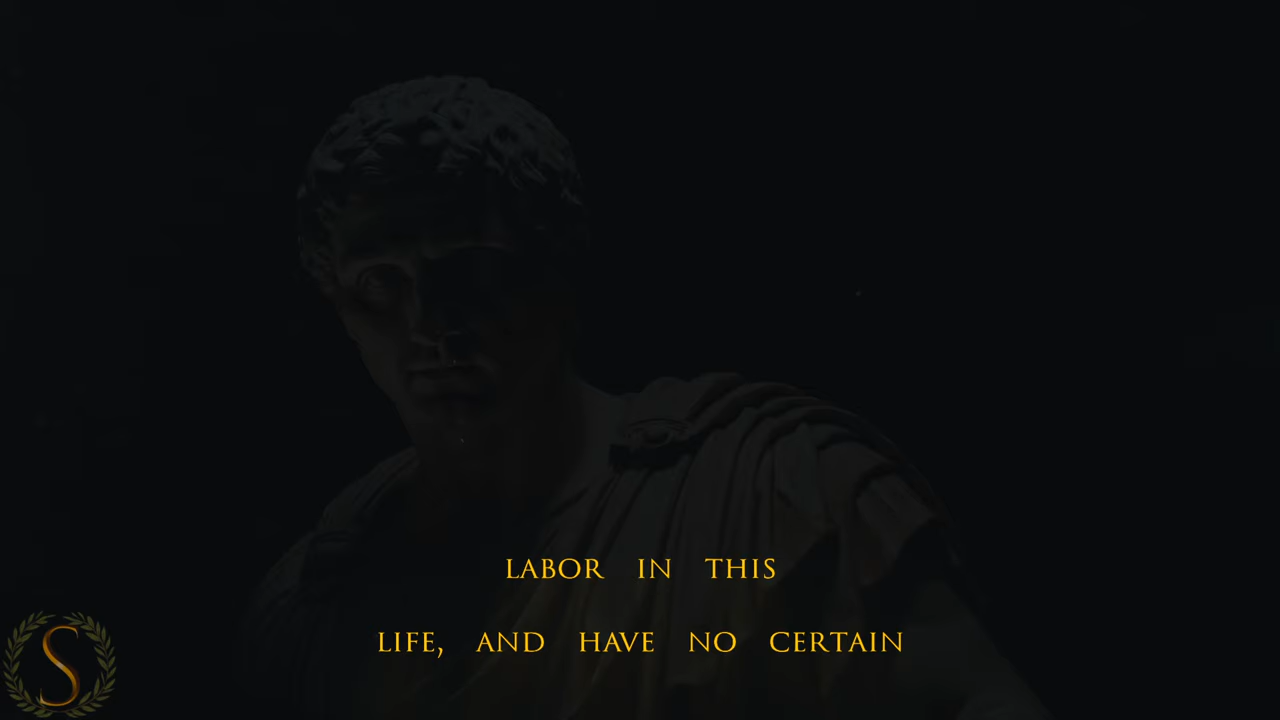 LABOR IN THIS
LIFE, AND HAVE NO CERTAIN
S